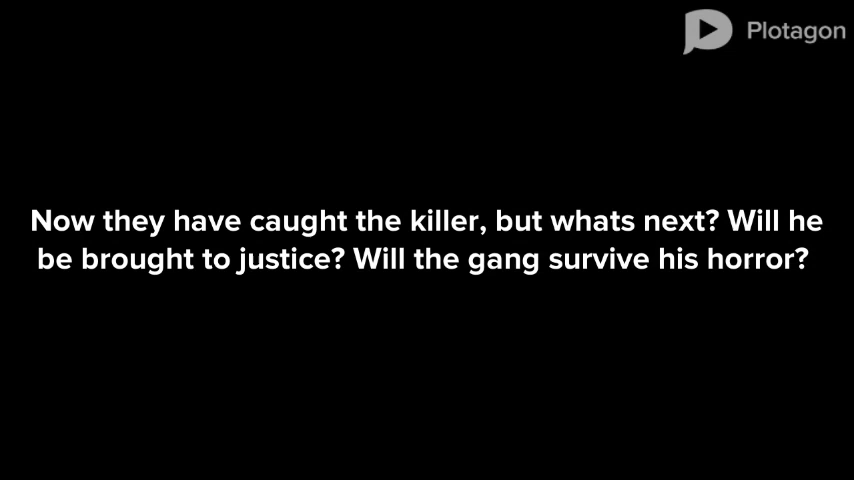 Plotagon
Now they have caught the killer, but whats next? Will he
be brought to justice? Will the gang survive his horror?